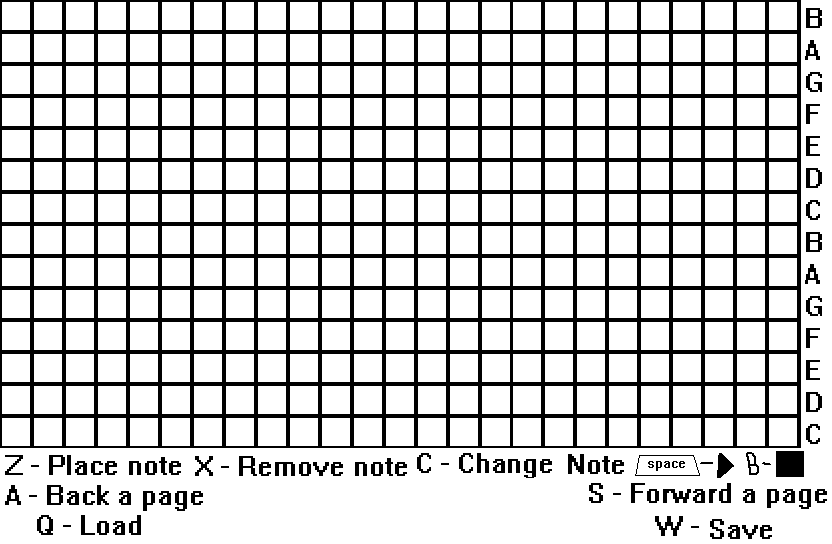 B
A
G
F
E
D
C
B
A
G
F
E
D
C
Z - Place note X - Remove note C - Change Note space - B -
A - Back a page S - Forward a page
Q - Load W - Save